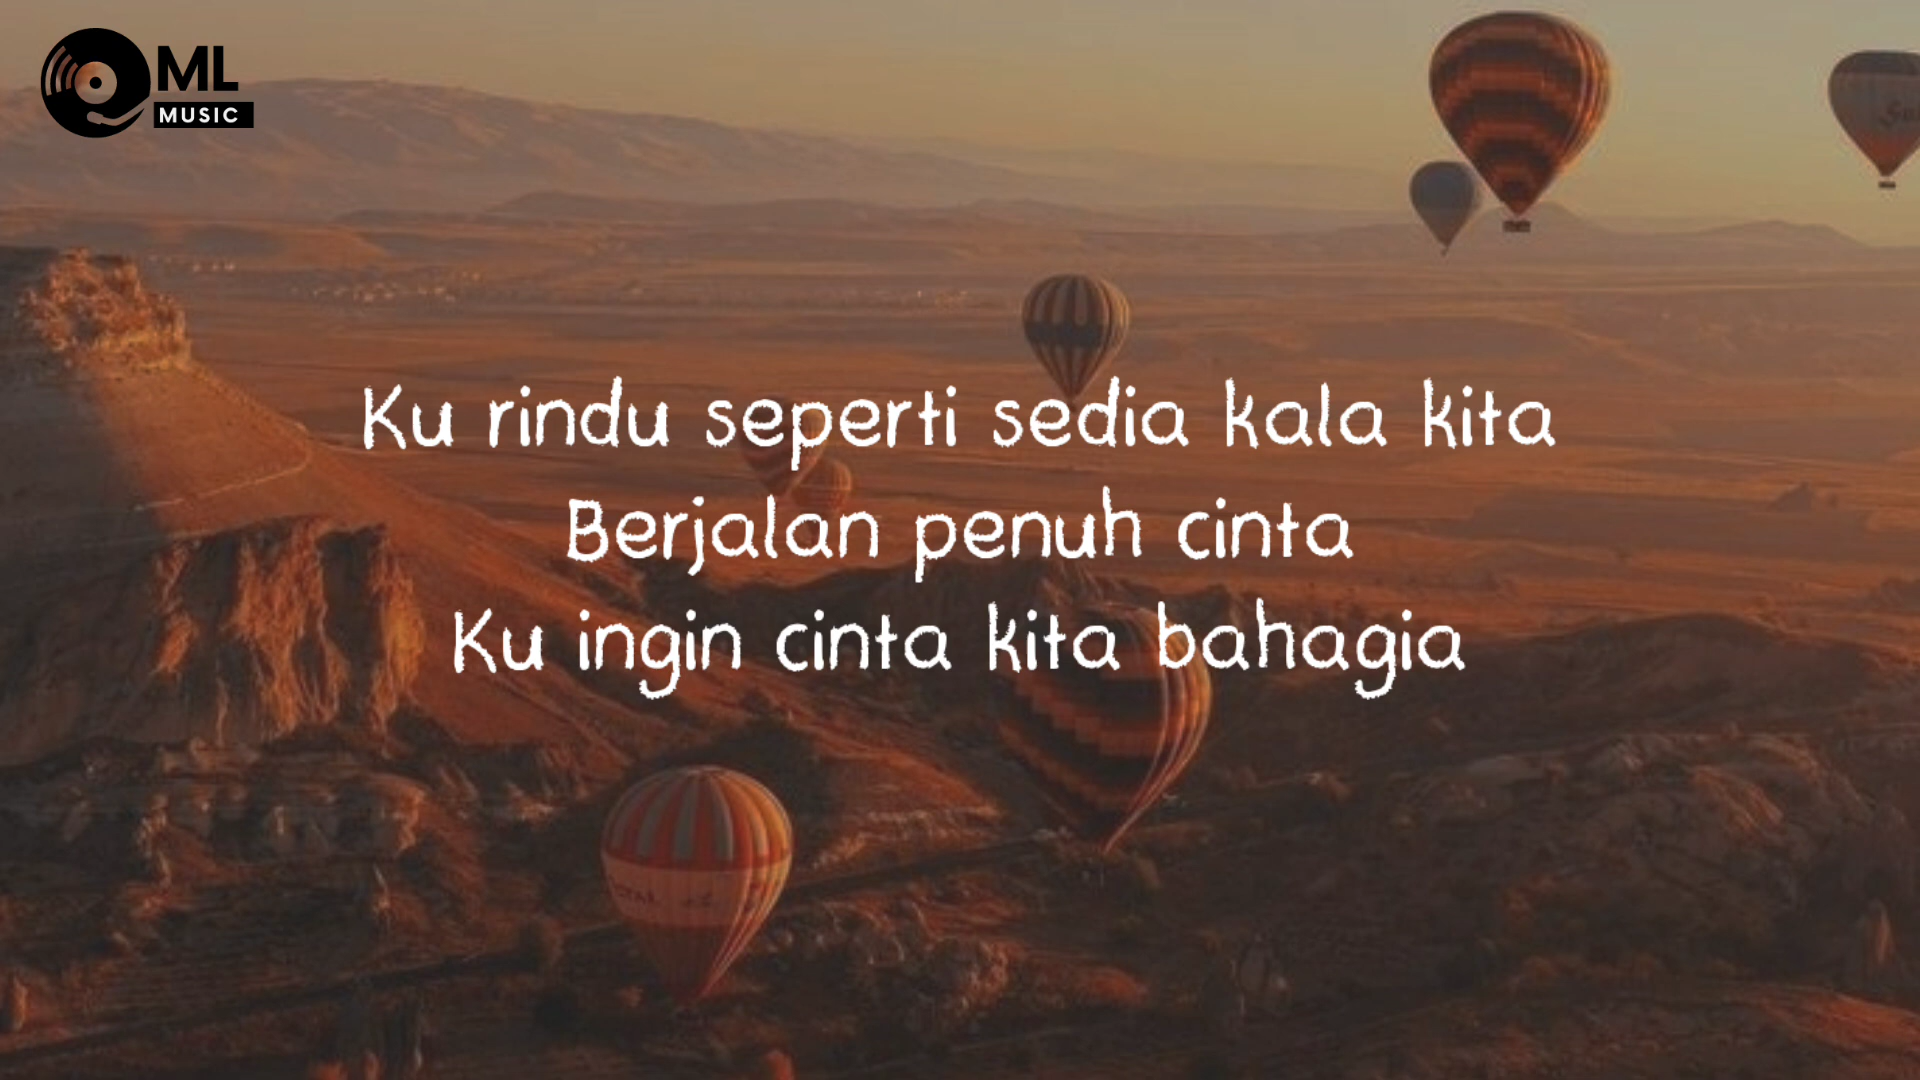 ML
MUSIC
Ku rindu seperti sedia kala kita
Berjalan penuh cinta
Ku ingin cinta kita bahagia